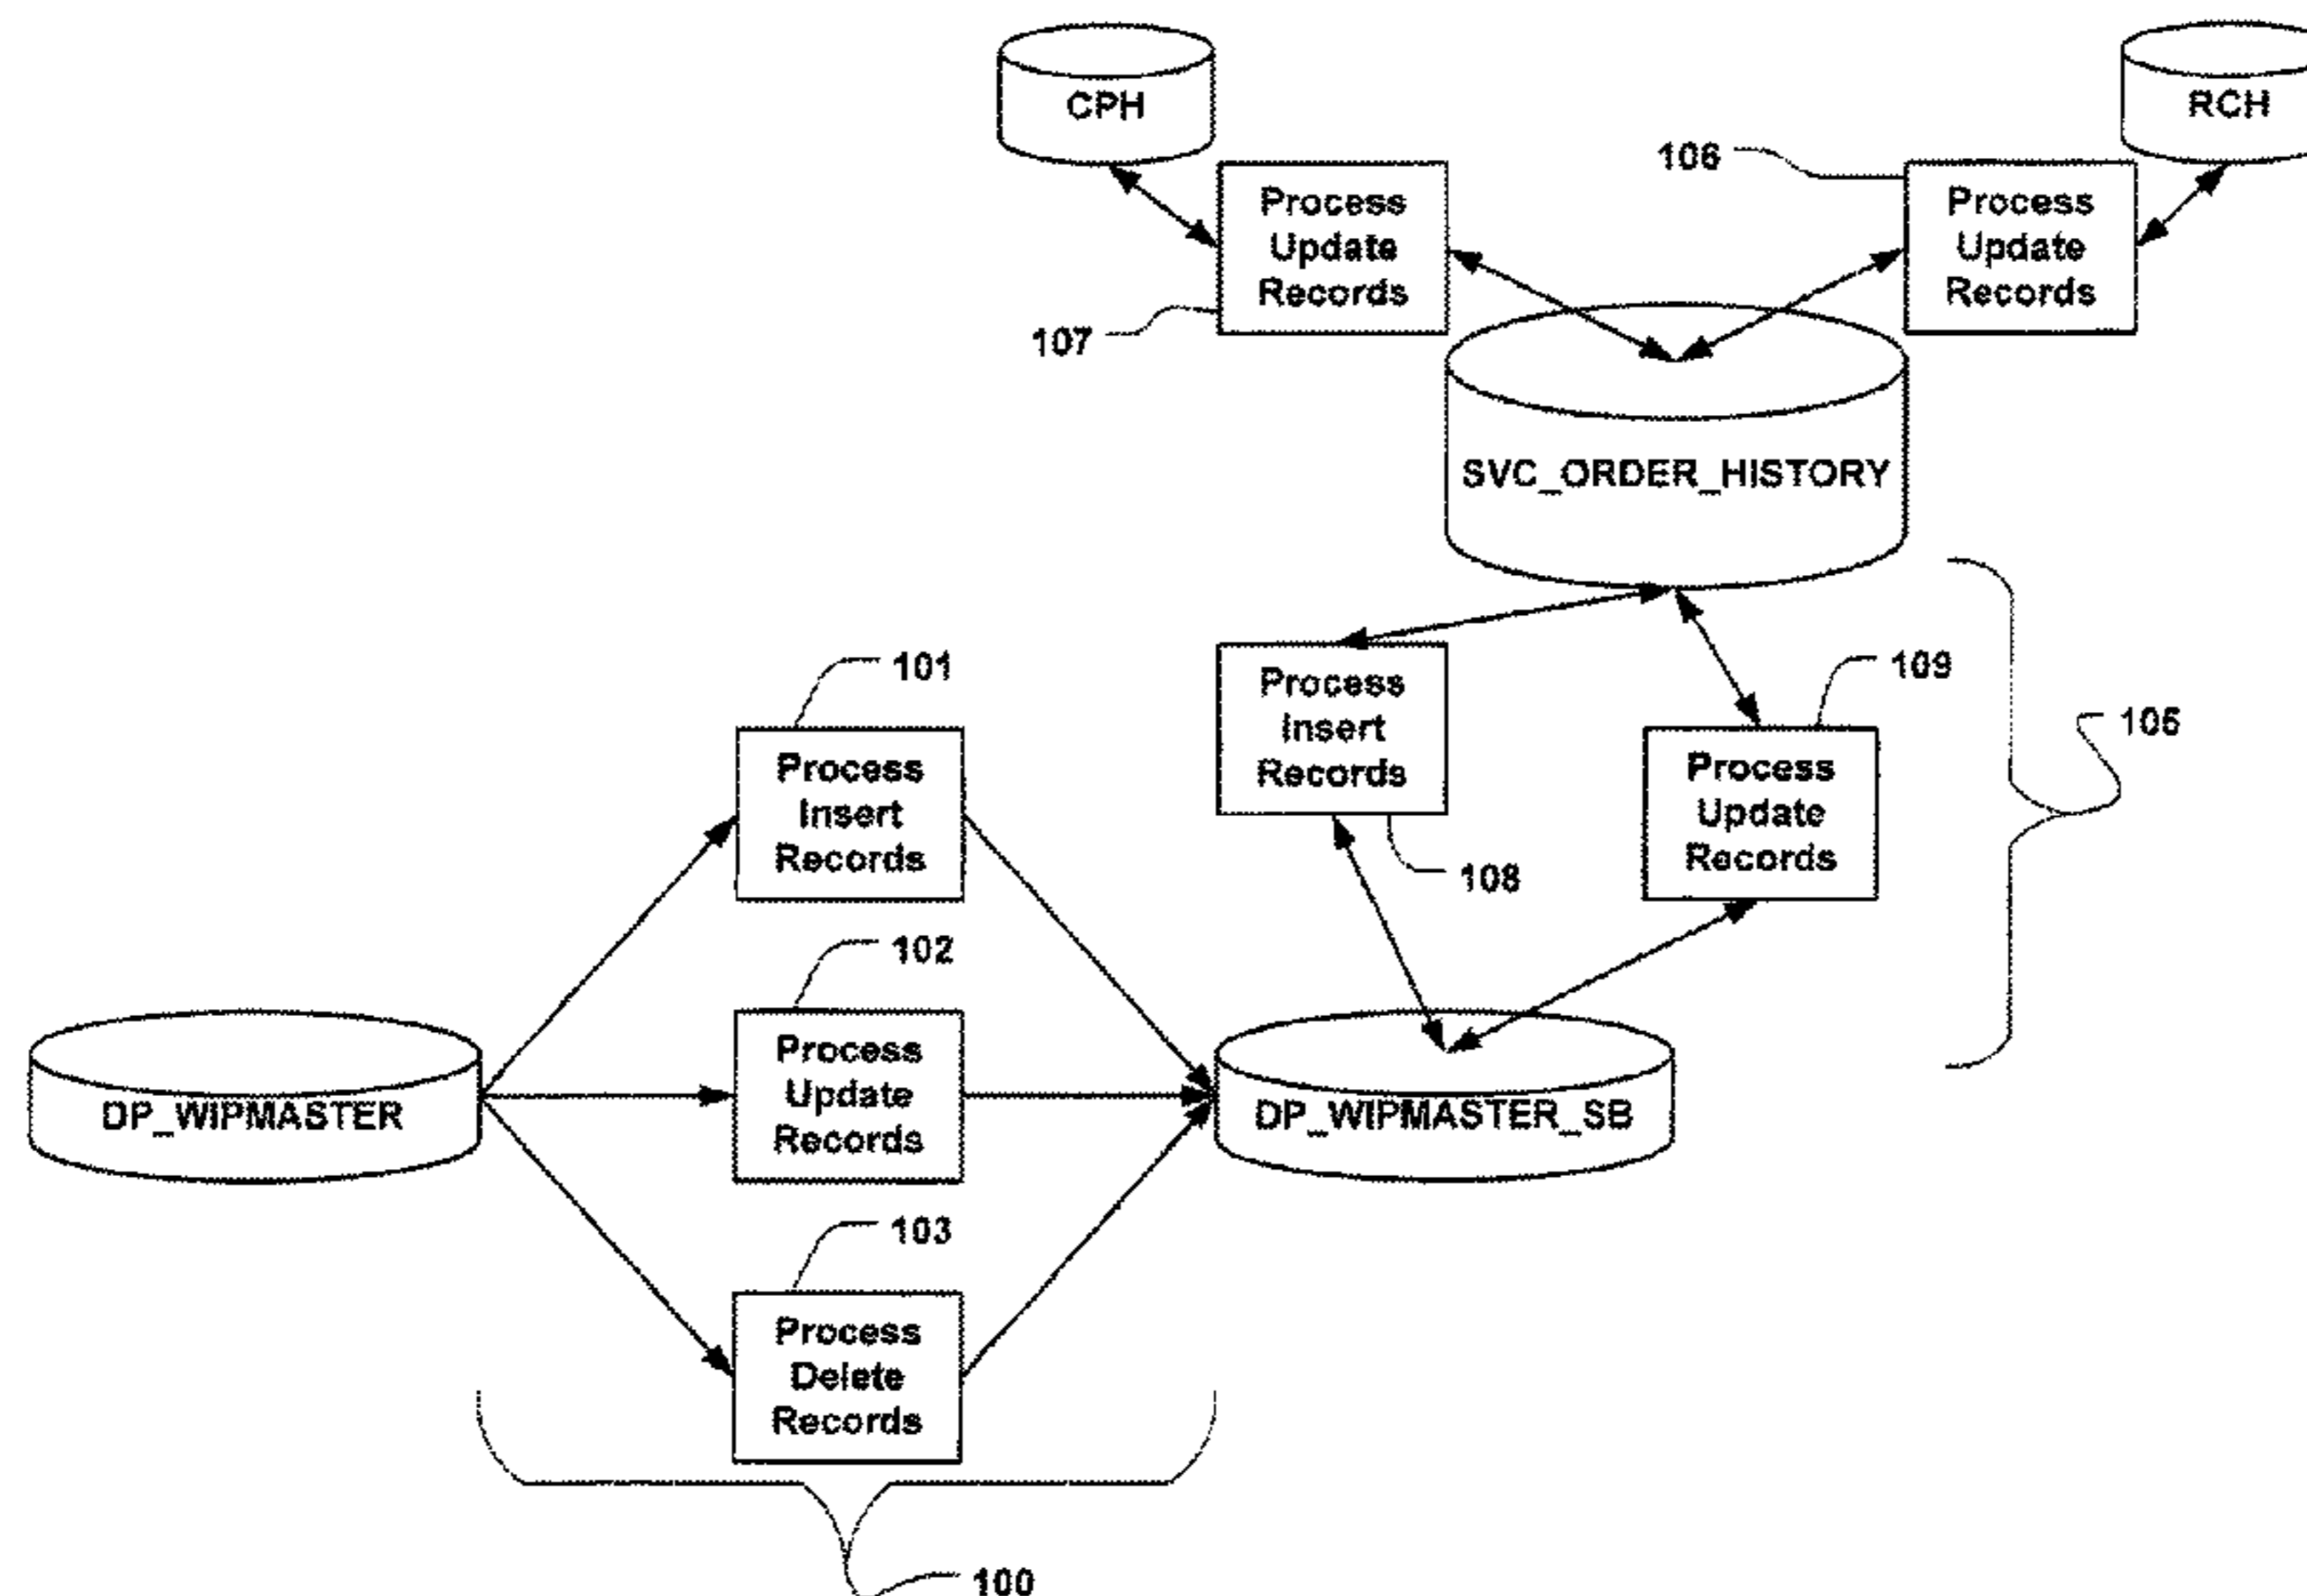 CPH
RCH
106
Process
Update
Records
Process
Update
Records
107
SVC_ORDER_HISTORY
101
Process
Insert
Records
109
105
Process
Insert
Records
Process
Update
Records
108
102
DP_WIPMASTER
Process
Update
Records
DP_WIPMASTER_SB
103
Process
Delete
Records
100